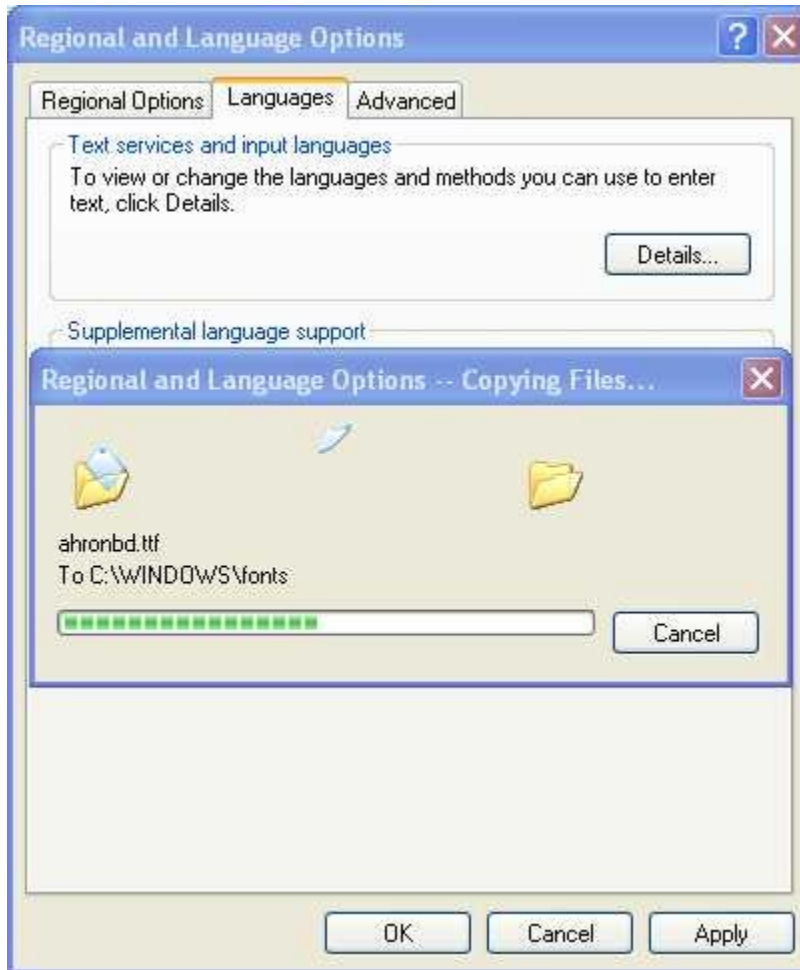 Regional and Language Options
Regional Options Languages Advanced
Text services and input languages
To view or change the languages and methods you can use to enter
text, click Details.
Details...
Supplemental language support
Regional and Language Options -- Copying Files...
ahronbd.ttf
To C:\WINDOWS\fonts
Cancel
OK Cancel Apply